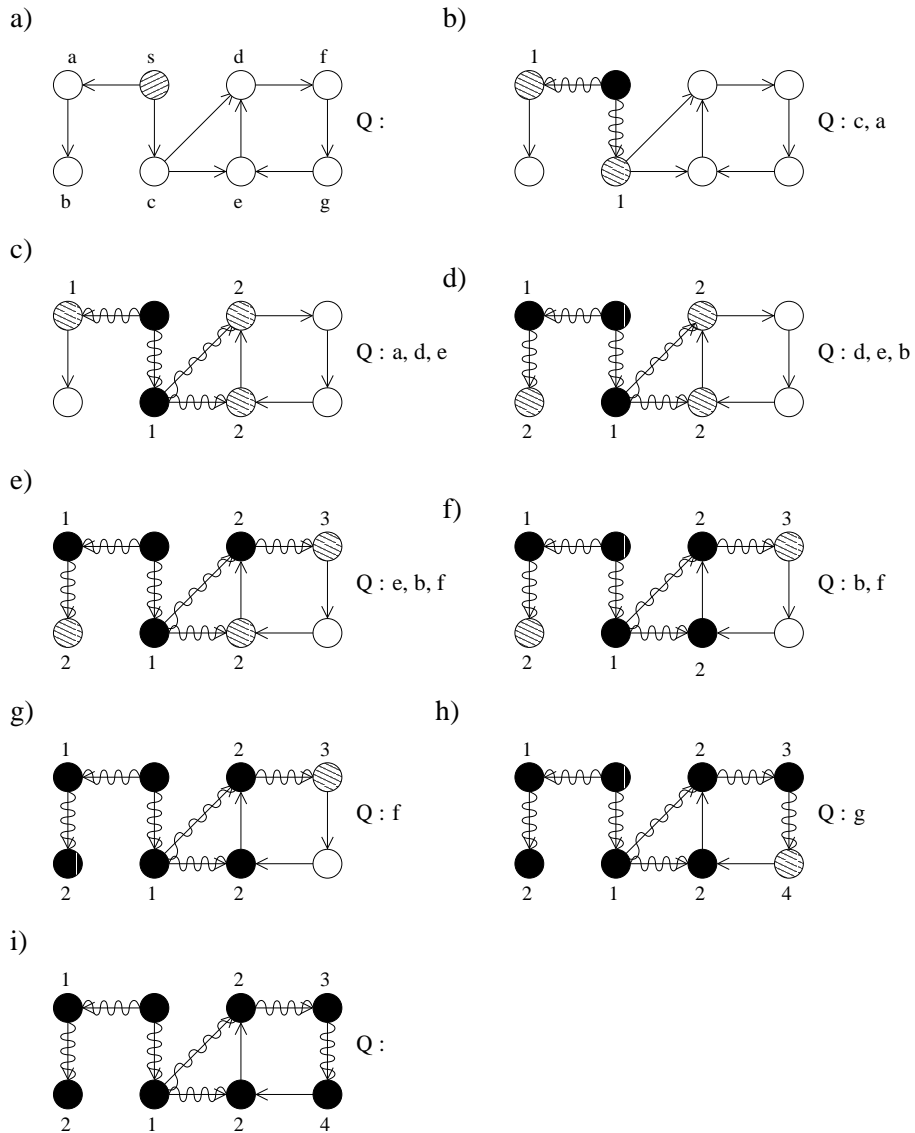 a)
a s d f
Q :
b c e g
b)
1
Q : c, a
1
c)
1 2
Q : a, d, e
1 2
d)
1 2
Q : d, e, b
2 1 2
e)
1 2 3
Q : e, b, f
2 1 2
f)
1 2 3
Q : b, f
2 1 2
g)
1 2 3
Q : f
2 1 2
h)
1 2 3
Q : g
2 1 2 4
i)
1 2 3
Q :
2 1 2 4